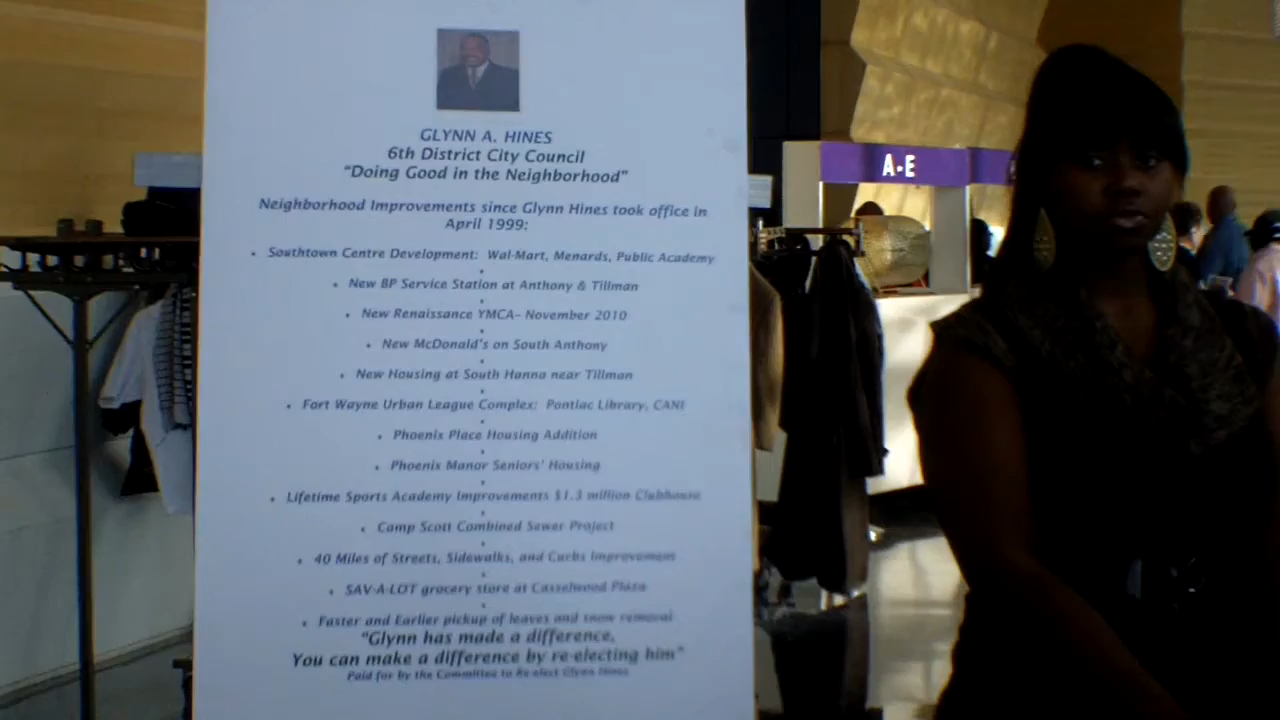 GLYNN A. HINES
6th District City Council
"Doing Good in the Neighborhood"
Neighborhood Improvements since Glynn Hines took office in
April 1999:
• Southtown Centre Development: Wal-Mart, Menards, Public Academy
• New BP Service Station at Anthony & Tillman
• New Renaissance YMCA– November 2010
• New McDonald's on South Anthony
• New Housing at South Hanna near Tillman
• Fort Wayne Urban League Complex: Pontiac Library, CANI
• Phoenix Place Housing Addition
• Phoenix Manor Seniors' Housing
• Lifetime Sports Academy Improvements $1.3 million Clubhouse
• Camp Scott Combined Sewer Project
• 40 Miles of Streets, Sidewalks, and Curbs Improvement
• SAV-A-LOT grocery store at Casselwood Plaza
• Faster and Earlier pickup of leaves and snow removal
"Glynn has made a difference,
You can make a difference by re-electing him"
Paid for by the Committee to Re-elect Glynn Hines
A-E